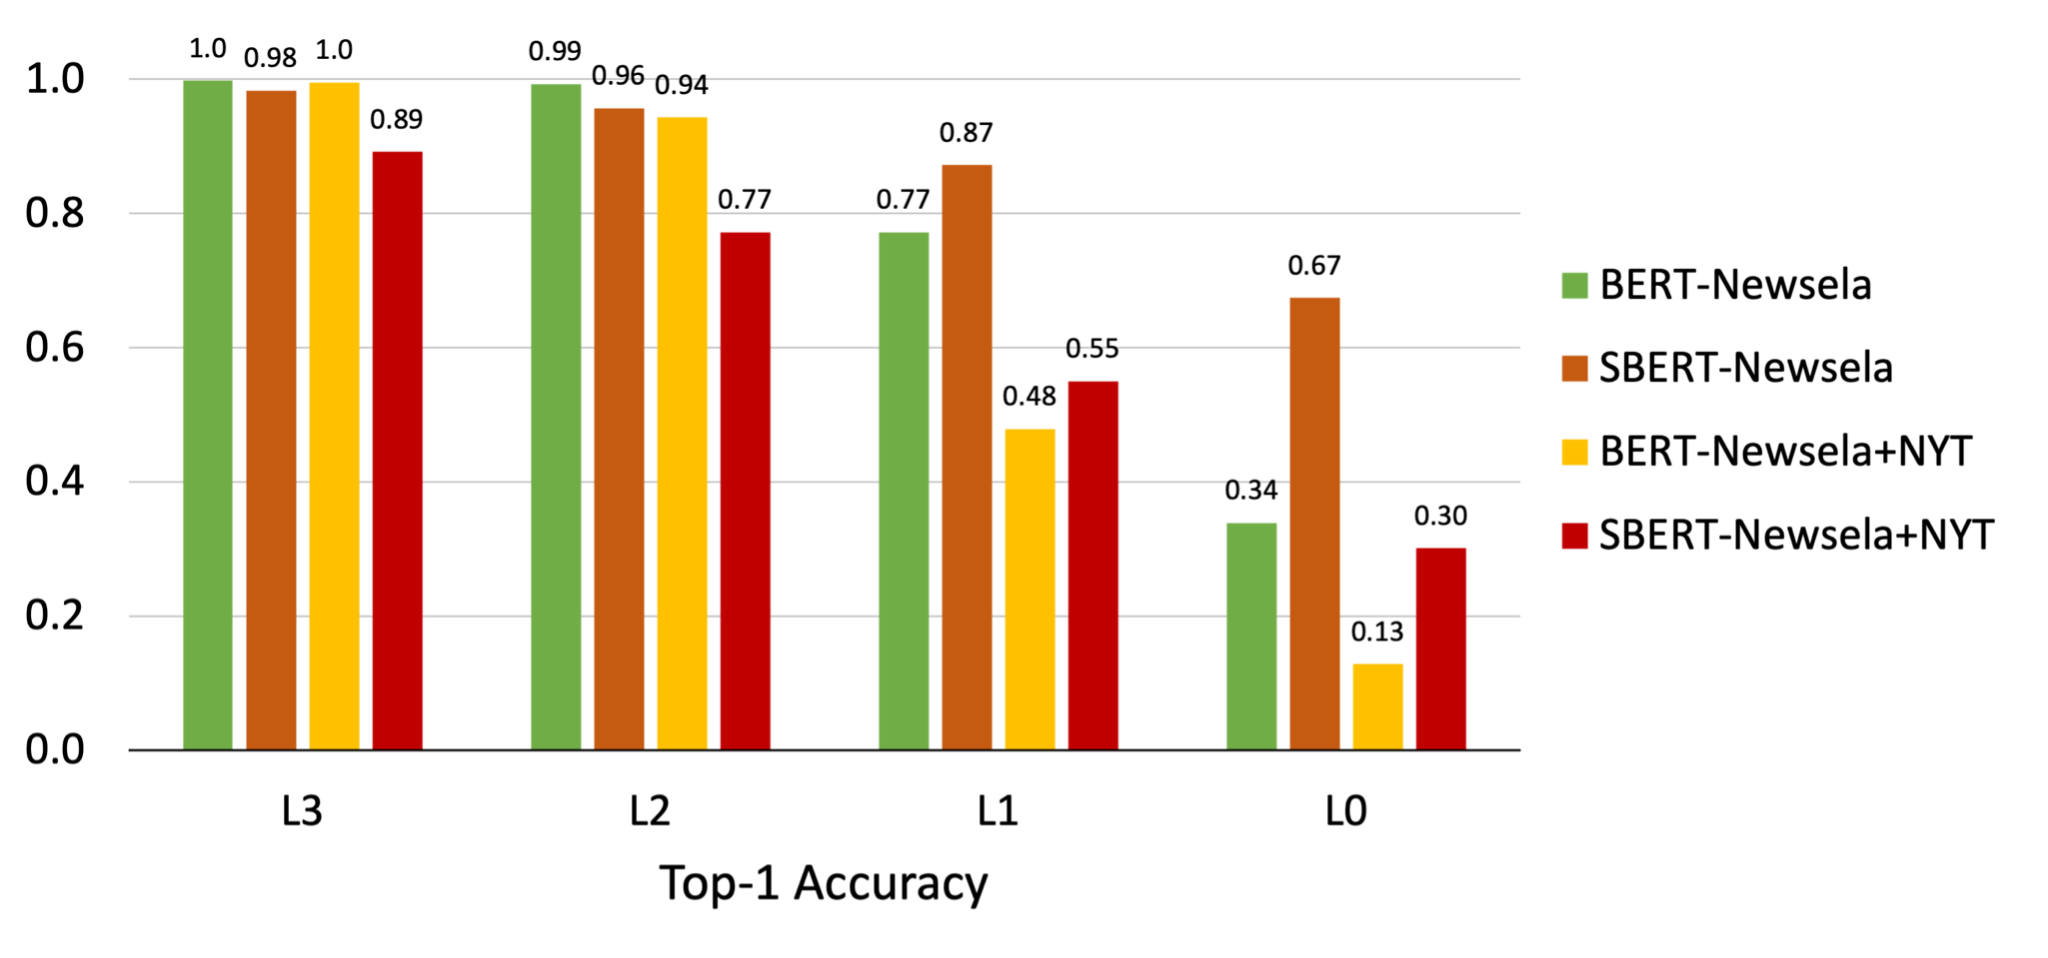 1.0 0.98 1.0 0.89 0.99 0.96 0.94 0.77 0.77 0.87 0.48 0.55 0.34 0.67 0.13 0.30
1.0
0.8
0.6
0.4
0.2
0.0
L3 L2 L1 L0
Top-1 Accuracy
BERT-Newsela
SBERT-Newsela
BERT-Newsela+NYT
SBERT-Newsela+NYT